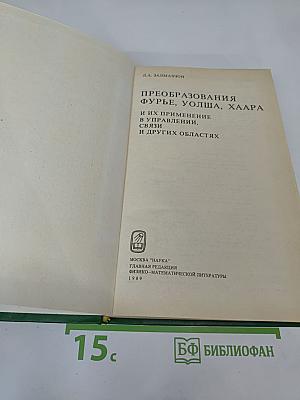 Л.А. ЗАЛМАНЗОН
ПРЕОБРАЗОВАНИЯ
ФУРЬЕ, УОЛША, ХААРА
И ИХ ПРИМЕНЕНИЕ
В УПРАВЛЕНИИ,
СВЯЗИ
И ДРУГИХ ОБЛАСТЯХ
МОСКВА "НАУКА"
ГЛАВНАЯ РЕДАКЦИЯ
ФИЗИКО-МАТЕМАТИЧЕСКОЙ ЛИТЕРАТУРЫ
1989
15с
БФ БИБЛИОФАН